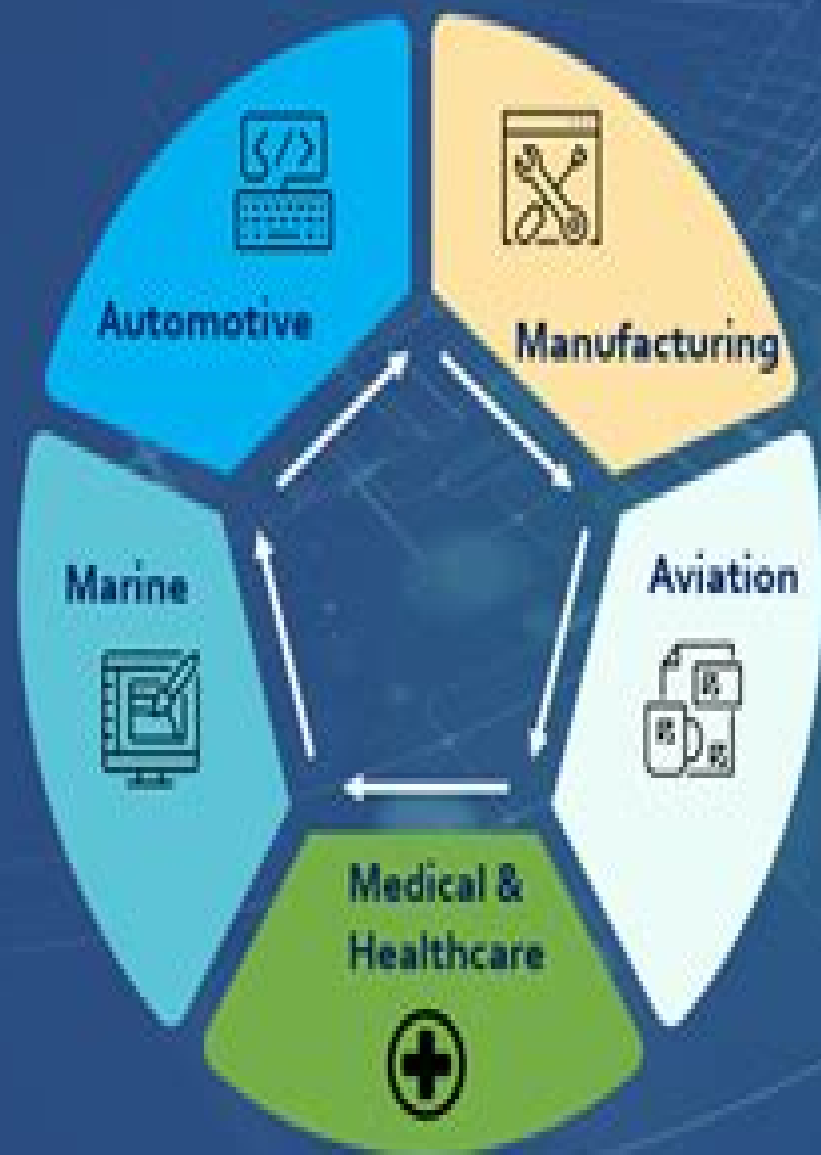 Automotive
Manufacturing
Marine
Aviation
Medical &
Healthcare